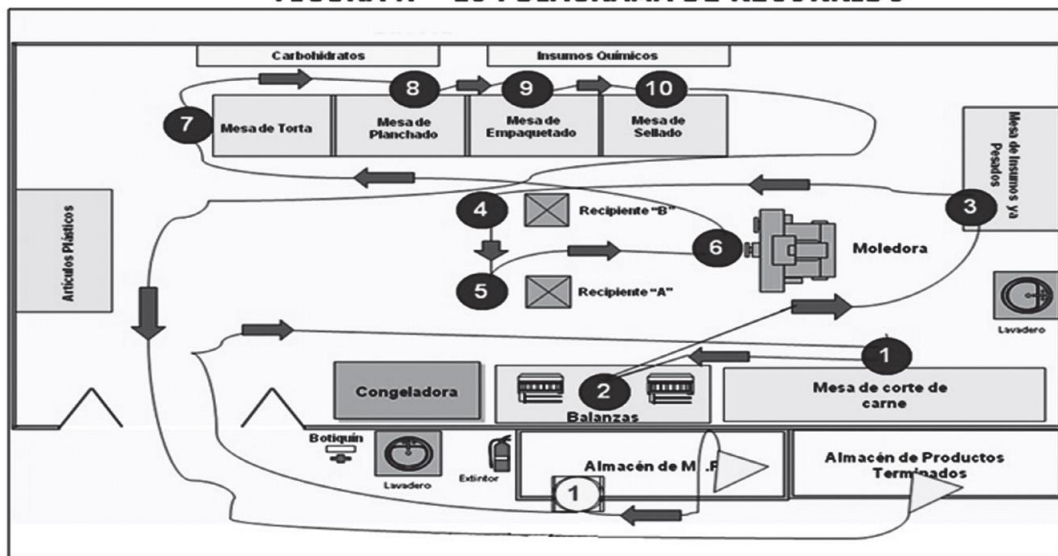 Carbohidratos
Insumos Químicos
8
9
10
7
Mesa de Torta
Mesa de
Planchado
Mesa de
Empaquetado
Mesa de
Sellado
Mesa de Insumos ya
Pesados
3
4
Recipiente "B"
6
Moledora
Artículos Plásticos
5
Recipiente "A"
Lavadero
1
Congeladora
2
Balanzas
Mesa de corte de
carne
Botiquín
Lavadero
Extintor
Almacén de M.P
1
Almacén de Productos
Terminados